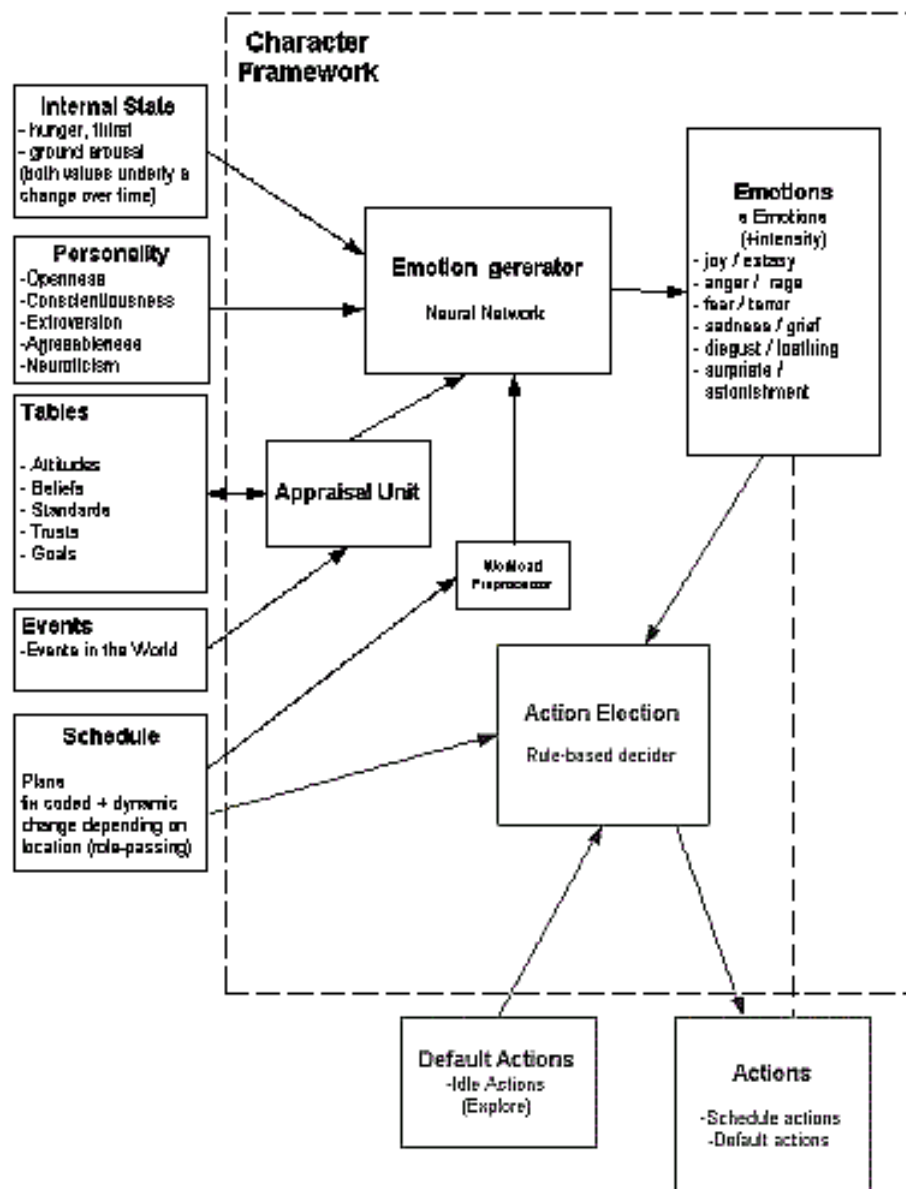 Character
Framework
Internal State
- hunger, thirst
- ground arousal
(both values underly a
change over time)
Personality
-Openness
-Conscientiousness
-Extroversion
-Agreeableness
-Neuroticism
Tables
- Attitudes
- Beliefs
- Standards
- Trusts
- Goals
Events
-Events in the World
Schedule
Plans
fix coded + dynamic
change depending on
location (role-passing)
Emotion gererator
Neural Network
Appraisal Unit
Workload
Preprocessor
Emotions
Emotions
(+intensity)
- joy / extasy
- anger / rage
- fear / terror
- sadness / grief
- disgust / loathing
- surprise /
astonishment
Action Election
Rule-based decider
Default Actions
-Idle Actions
(Explore)
Actions
-Schedule actions
-Default actions